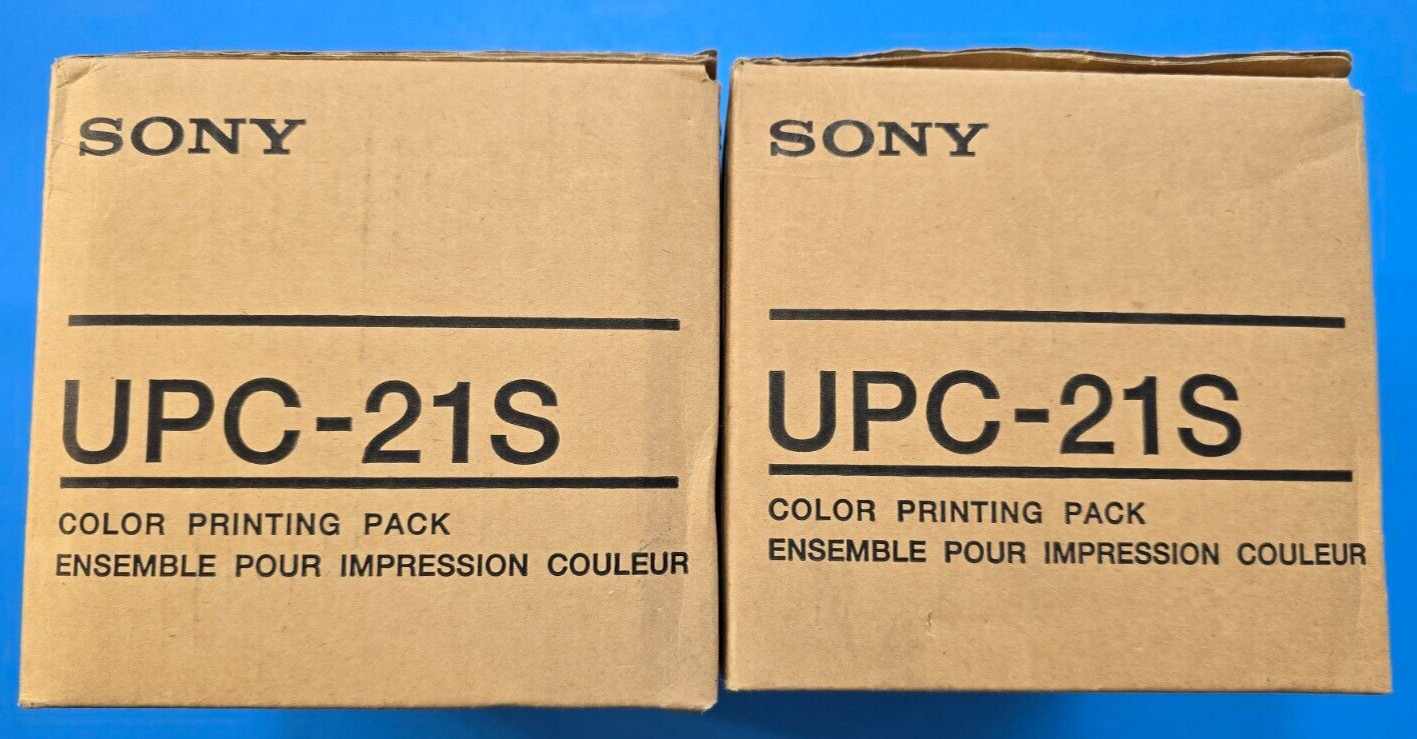 SONY
UPC-21S
COLOR PRINTING PACK
ENSEMBLE POUR IMPRESSION COULEUR
SONY
UPC-21S
COLOR PRINTING PACK
ENSEMBLE POUR IMPRESSION COULEUR